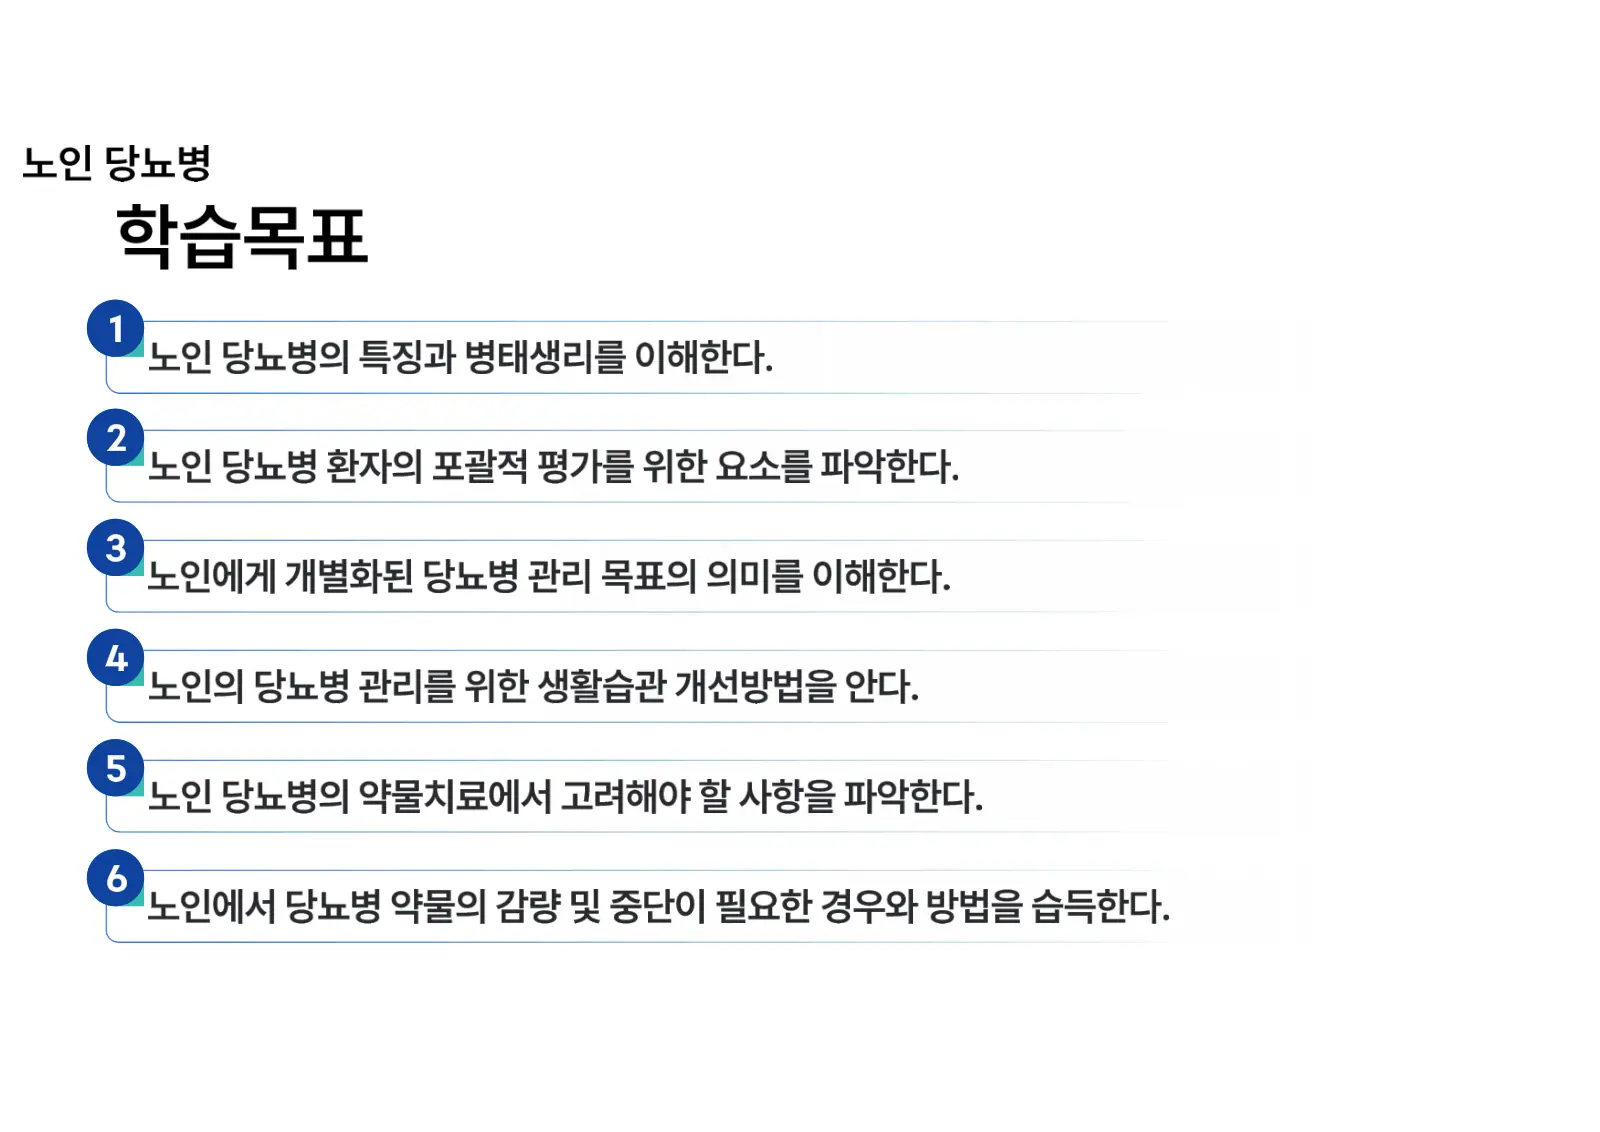 노인 당뇨병
학습목표
1 노인 당뇨병의 특징과 병태생리를 이해한다.
2 노인 당뇨병 환자의 포괄적 평가를 위한 요소를 파악한다.
3 노인에게 개별화된 당뇨병 관리 목표의 의미를 이해한다.
4 노인의 당뇨병 관리를 위한 생활습관 개선방법을 안다.
5 노인 당뇨병의 약물치료에서 고려해야 할 사항을 파악한다.
6 노인에서 당뇨병 약물의 감량 및 중단이 필요한 경우와 방법을 습득한다.